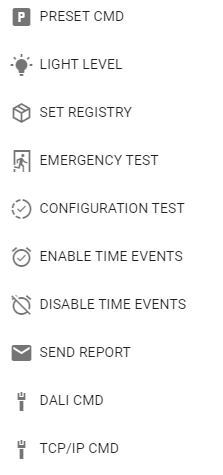 P PRESET CMD
LIGHT LEVEL
SET REGISTRY
EMERGENCY TEST
CONFIGURATION TEST
ENABLE TIME EVENTS
DISABLE TIME EVENTS
SEND REPORT
DALI CMD
TCP/IP CMD